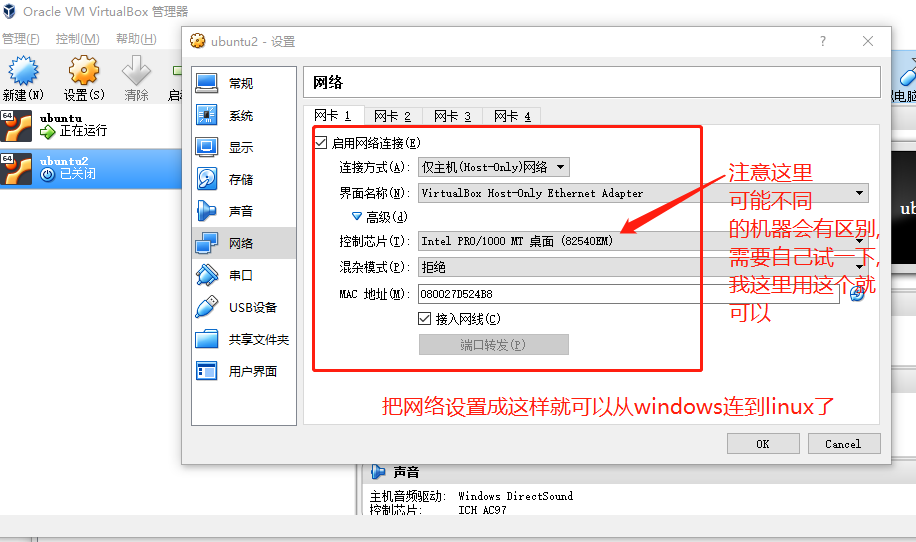 Oracle VM VirtualBox 管理器
管理(F) 控制(M) 帮助(H)
新建(N) 设置(S) 清除
64
ubuntu
正在运行
64
ubuntu2
已关闭
ubuntu2 - 设置
?
常规
系统
显示
存储
声音
网络
串口
USB设备
共享文件夹
用户界面
网络
网卡 1 网卡 2 网卡 3 网卡 4
启用网络连接(E)
连接方式(A): 仅主机(Host-Only)网络
界面名称(N): VirtualBox Host-Only Ethernet Adapter
高级(d)
控制芯片(T): Intel PRO/1000 MT 桌面 (82540EM)
混杂模式(P): 拒绝
MAC 地址(M): 080027D524B8
接入网线(C)
端口转发(P)
注意这里
可能不同
的机器会有区别,
需要自己试一下,
我这里用这个就
可以
把网络设置成这样就可以从windows连到linux了
OK Cancel
声音
主机音频驱动: Windows DirectSound
控制芯片: ICH AC97